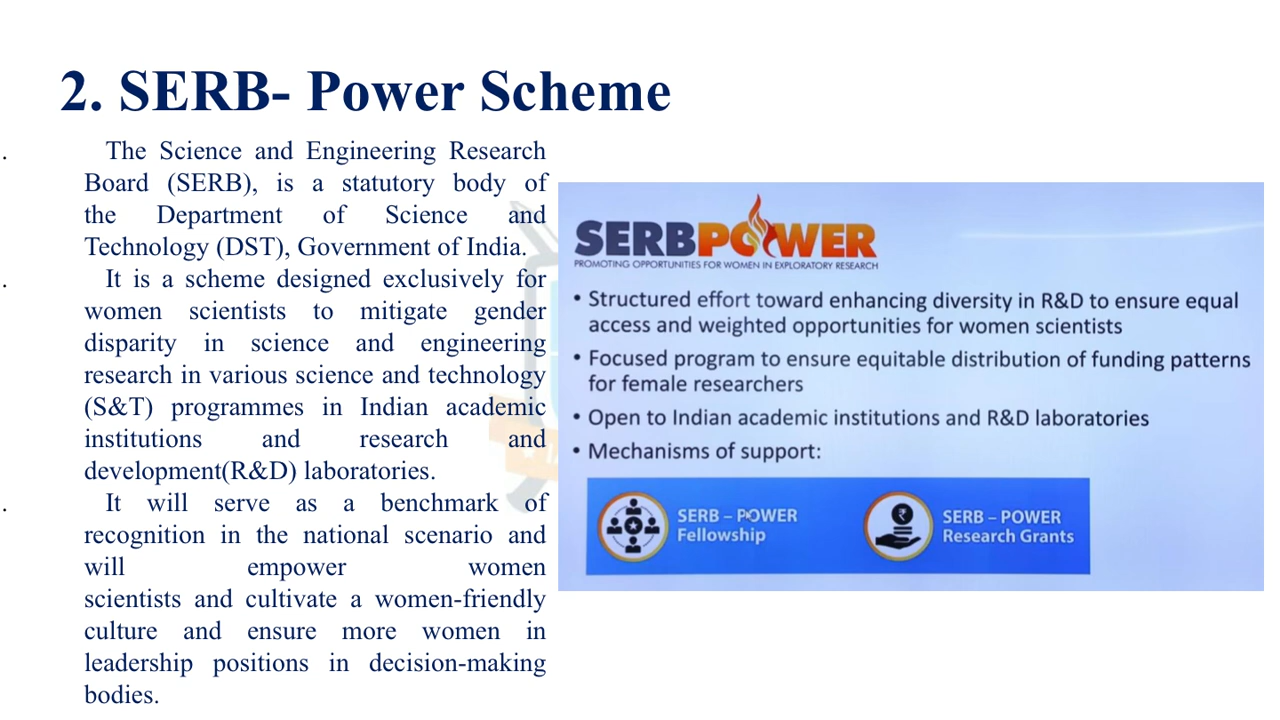 2. SERB- Power Scheme
. The Science and Engineering Research
Board (SERB), is a statutory body of
the Department of Science and
Technology (DST), Government of India.
. It is a scheme designed exclusively for
women scientists to mitigate gender
disparity in science and engineering
research in various science and technology
(S&T) programmes in Indian academic
institutions and research and
development(R&D) laboratories.
. It will serve as a benchmark of
recognition in the national scenario and
will empower women
scientists and cultivate a women-friendly
culture and ensure more women in
leadership positions in decision-making
bodies.
SERBPOWER
PROMOTING OPPORTUNITIES FOR WOMEN IN EXPLORATORY RESEARCH
• Structured effort toward enhancing diversity in R&D to ensure equal
access and weighted opportunities for women scientists
• Focused program to ensure equitable distribution of funding patterns
for female researchers
• Open to Indian academic institutions and R&D laboratories
• Mechanisms of support:
SERB – POWER
Fellowship
₹
SERB – POWER
Research Grants